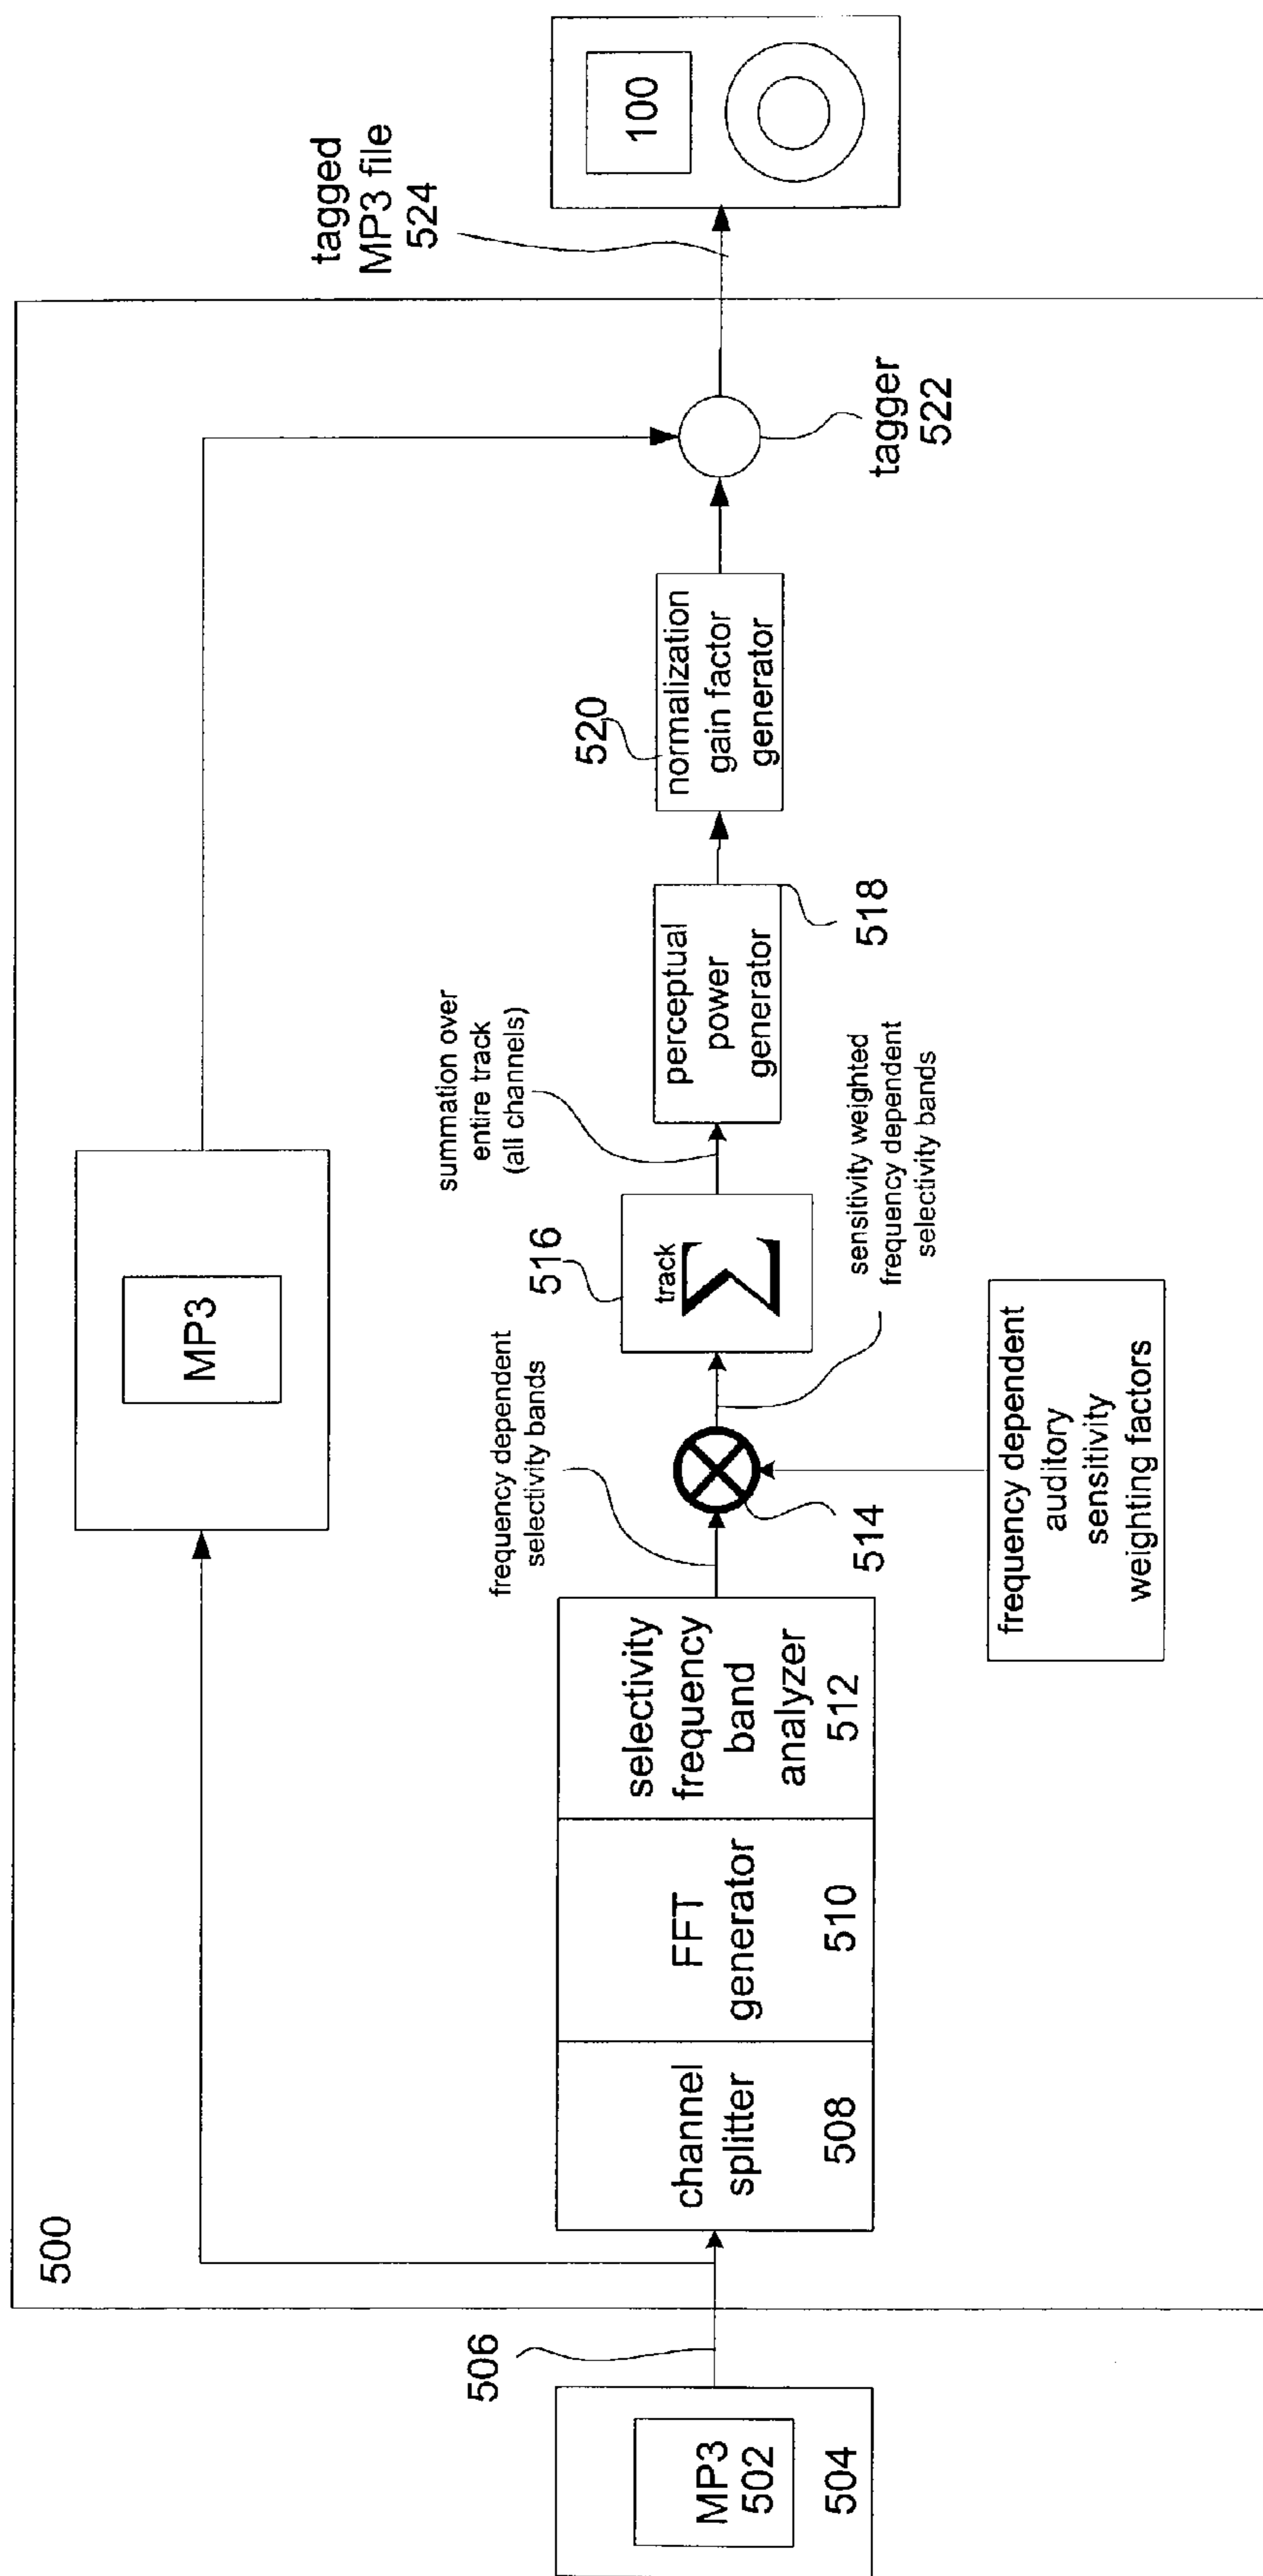 500
MP3
502
504
506
channel
splitter
508
FFT
generator
510
selectivity
frequency
band
analyzer
512
frequency dependent
selectivity bands
514
frequency dependent
auditory
sensitivity
weighting factors
sensitivity weighted
frequency dependent
selectivity bands
516
track
Σ
summation over
entire track
(all channels)
perceptual
power
generator
518
520
normalization
gain factor
generator
MP3
tagger
522
tagged
MP3 file
524
100